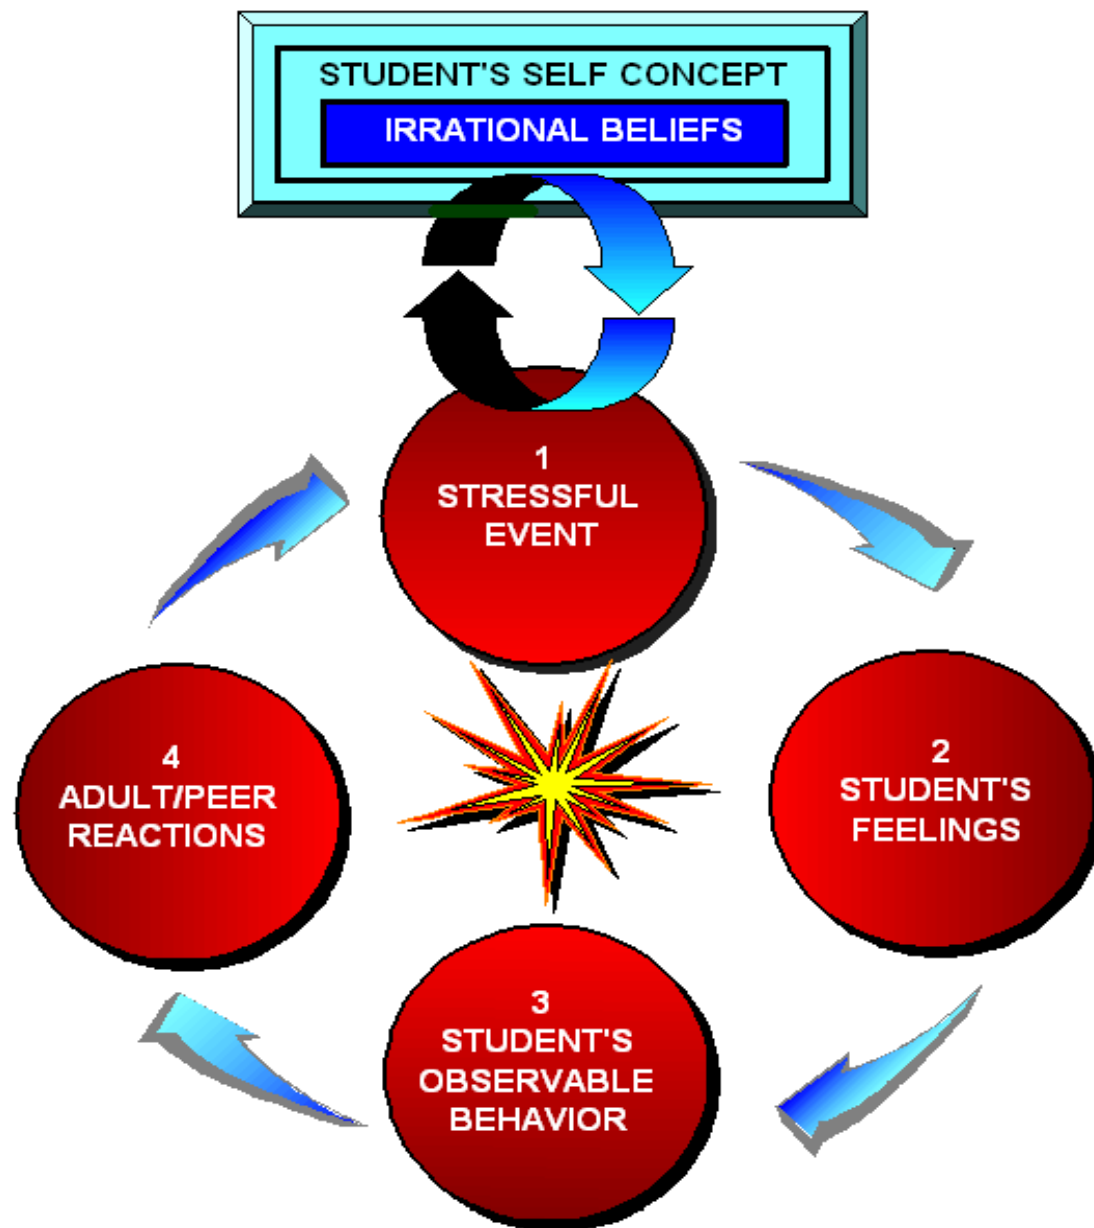 STUDENT'S SELF CONCEPT
IRRATIONAL BELIEFS
1
STRESSFUL
EVENT
2
STUDENT'S
FEELINGS
3
STUDENT'S
OBSERVABLE
BEHAVIOR
4
ADULT/PEER
REACTIONS